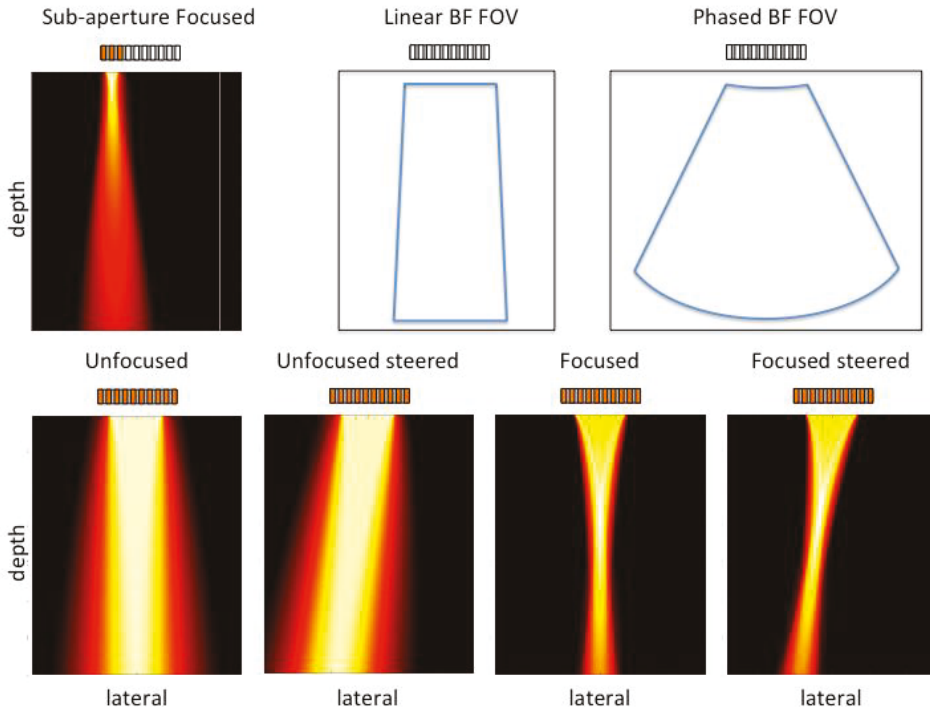 Sub-aperture Focused
Linear BF FOV
Phased BF FOV
depth
Unfocused
Unfocused steered
Focused
Focused steered
depth
lateral
lateral
lateral
lateral